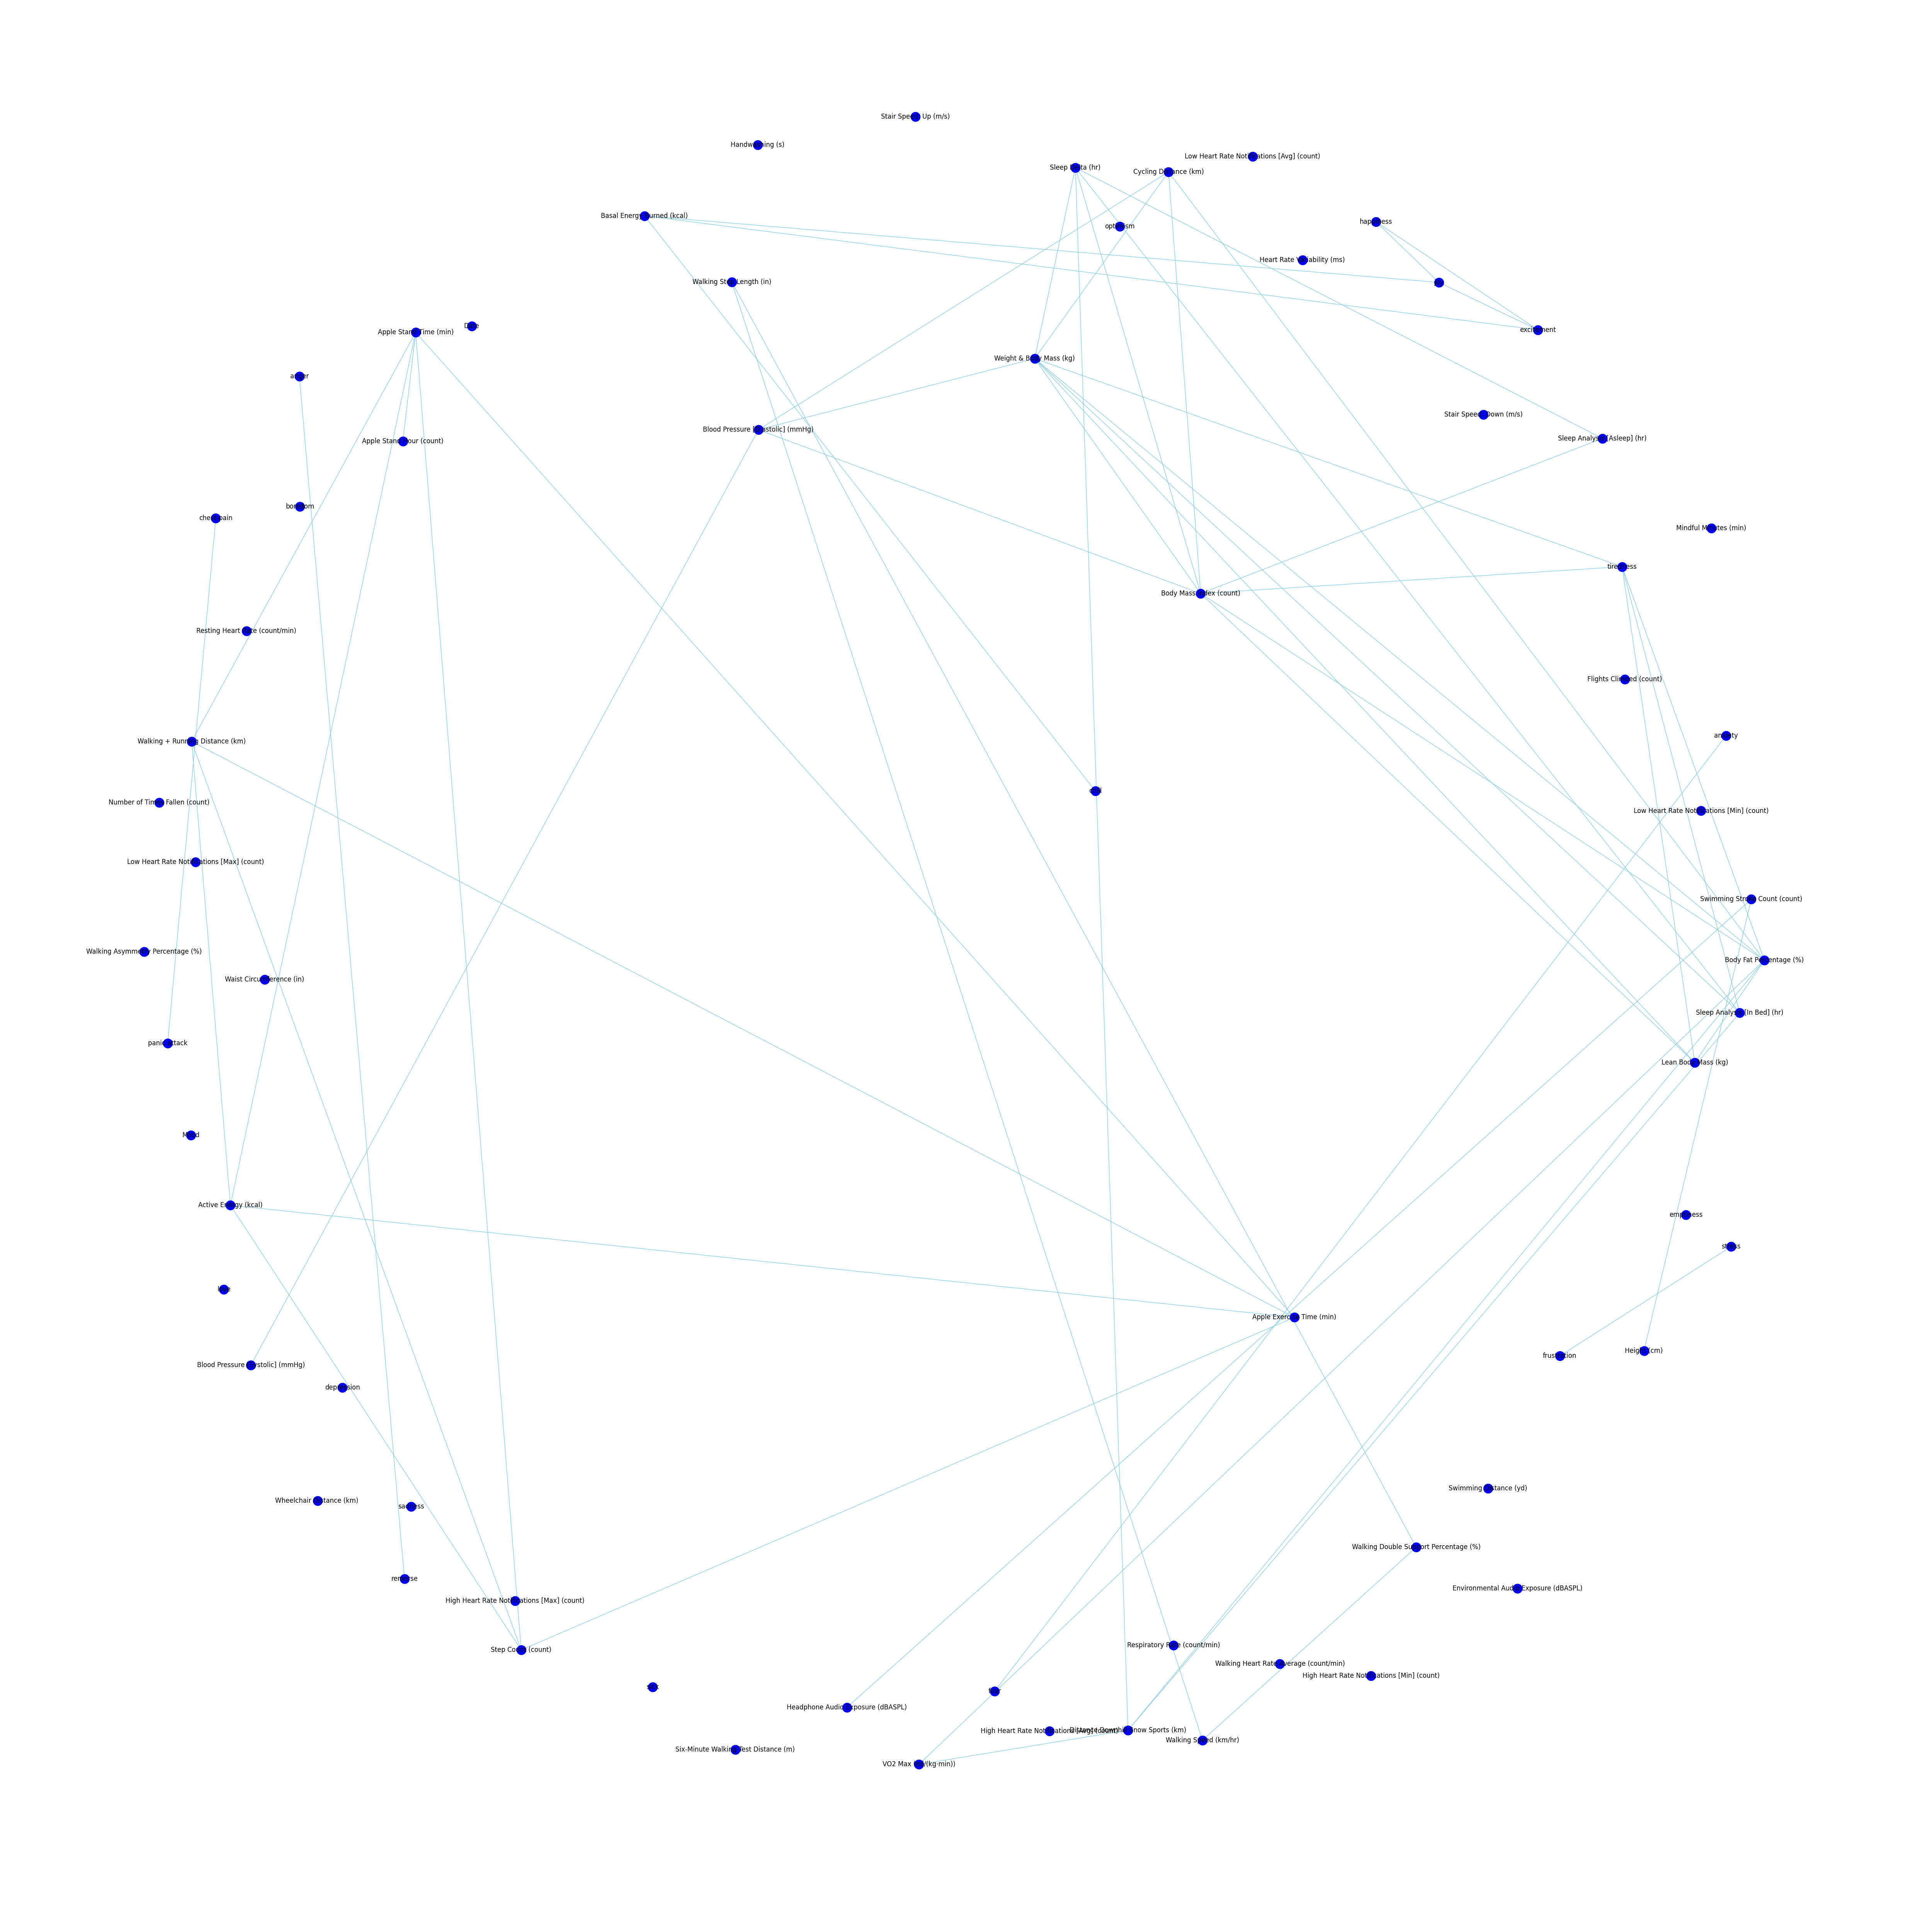 Stair Speed: Up (m/s)
Handwashing (s)
Low Heart Rate Notifications [Avg] (count)
Sleep Data (hr)
Cycling Distance (km)
Basal Energy Burned (kcal)
happiness
optimism
Heart Rate Variability (ms)
Walking Step Length (in)
Date
excitement
Apple Stand Time (min)
Weight & Body Mass (kg)
anger
Stair Speed: Down (m/s)
Blood Pressure [Diastolic] (mmHg)
Sleep Analysis [Asleep] (hr)
Apple Stand Hour (count)
boredom
chest pain
Mindful Minutes (min)
tiredness
Body Mass Index (count)
Resting Heart Rate (count/min)
Flights Climbed (count)
anxiety
Walking + Running Distance (km)
Number of Times Fallen (count)
Low Heart Rate Notifications [Min] (count)
Low Heart Rate Notifications [Max] (count)
Swimming Stroke Count (count)
Walking Asymmetry Percentage (%)
Body Fat Percentage (%)
Waist Circumference (in)
Sleep Analysis [In Bed] (hr)
panic attack
Lean Body Mass (kg)
Mood
Active Energy (kcal)
emptiness
stress
Apple Exercise Time (min)
Height (cm)
frustration
Blood Pressure [Systolic] (mmHg)
depression
Swimming Distance (yd)
Wheelchair Distance (km)
sadness
Walking Double Support Percentage (%)
remorse
Environmental Audio Exposure (dBASPL)
High Heart Rate Notifications [Max] (count)
Respiratory Rate (count/min)
Step Count (count)
Walking Heart Rate Average (count/min)
High Heart Rate Notifications [Min] (count)
Headphone Audio Exposure (dBASPL)
High Heart Rate Notifications [Avg] (count)
Distance Downhill Snow Sports (km)
Walking Speed (km/hr)
Six-Minute Walking Test Distance (m)
VO2 Max (ml/(kg·min))